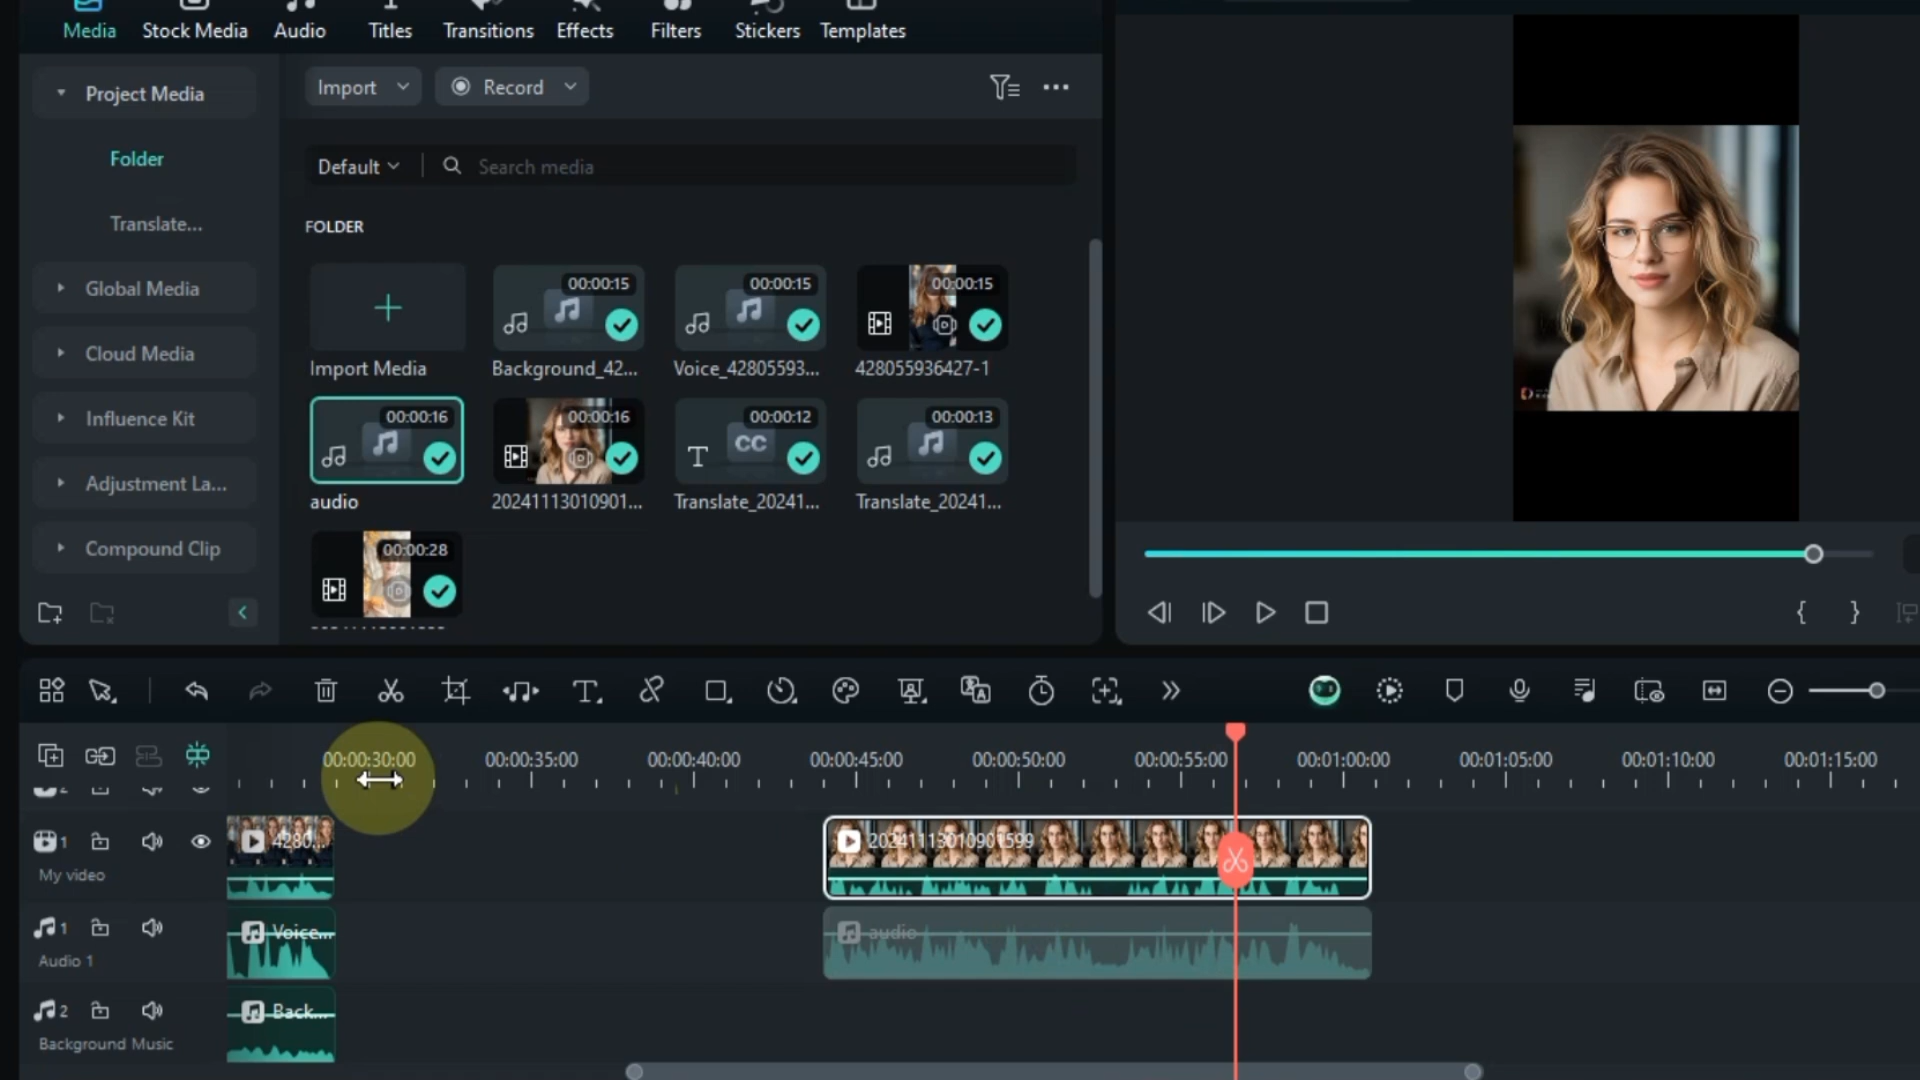 Media Stock Media Audio Titles Transitions Effects Filters Stickers Templates
Project Media
Folder
Translate...
Global Media
Cloud Media
Influence Kit
Adjustment La...
Compound Clip
Import Record
Default Search media
FOLDER
00:00:15 00:00:15 00:00:15
Import Media Background_42... Voice_42805593... 428055936427-1
00:00:16 00:00:16 00:00:12 00:00:13
CC
T
audio 20241113010901... Translate_20241... Translate_20241...
00:00:28
00:00:30:00 00:00:35:00 00:00:40:00 00:00:45:00 00:00:50:00 00:00:55:00 00:01:00:00 00:01:05:00 00:01:10:00 00:01:15:00
1 4280... 20241113010901599
My video
1 Voice... audio
Audio 1
2 Back...
Background Music